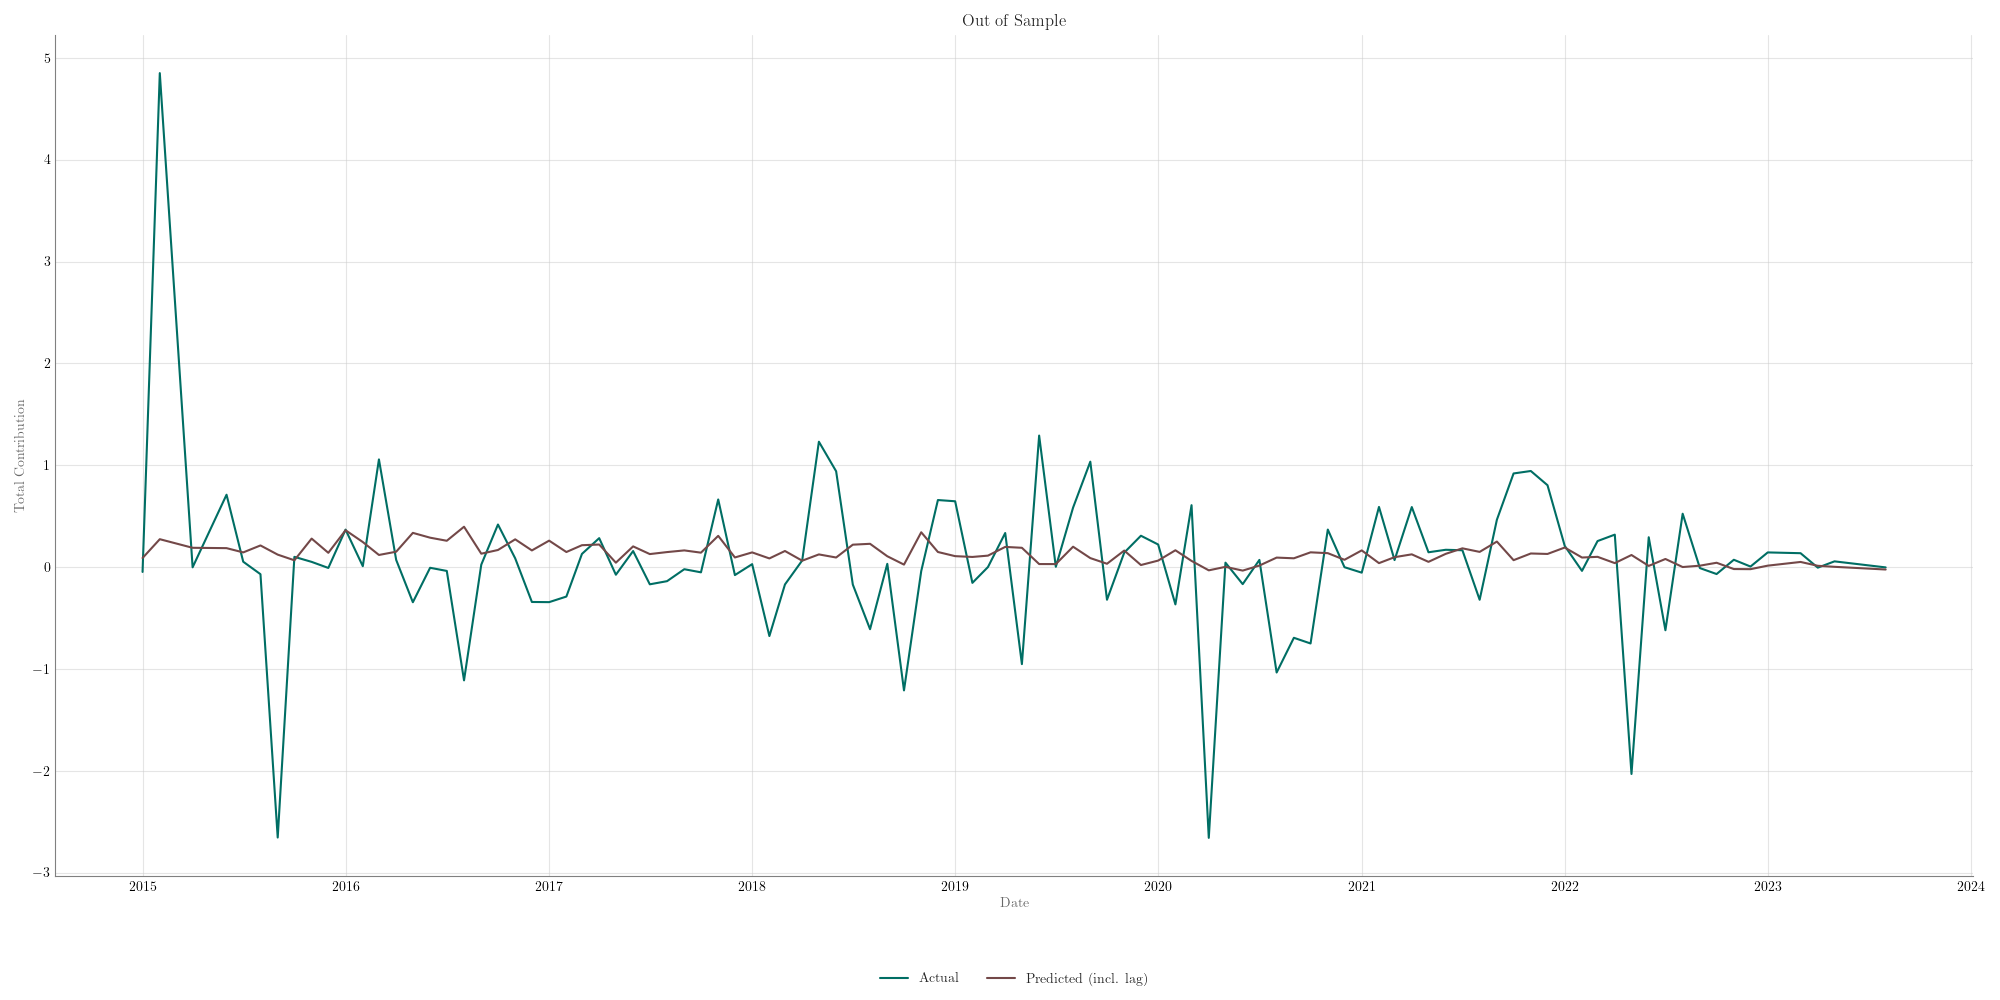 Out of Sample
5
4
3
2
1
0
−1
−2
−3
Total Contribution
2015 2016 2017 2018 2019 2020 2021 2022 2023 2024
Date
Actual Predicted (incl. lag)